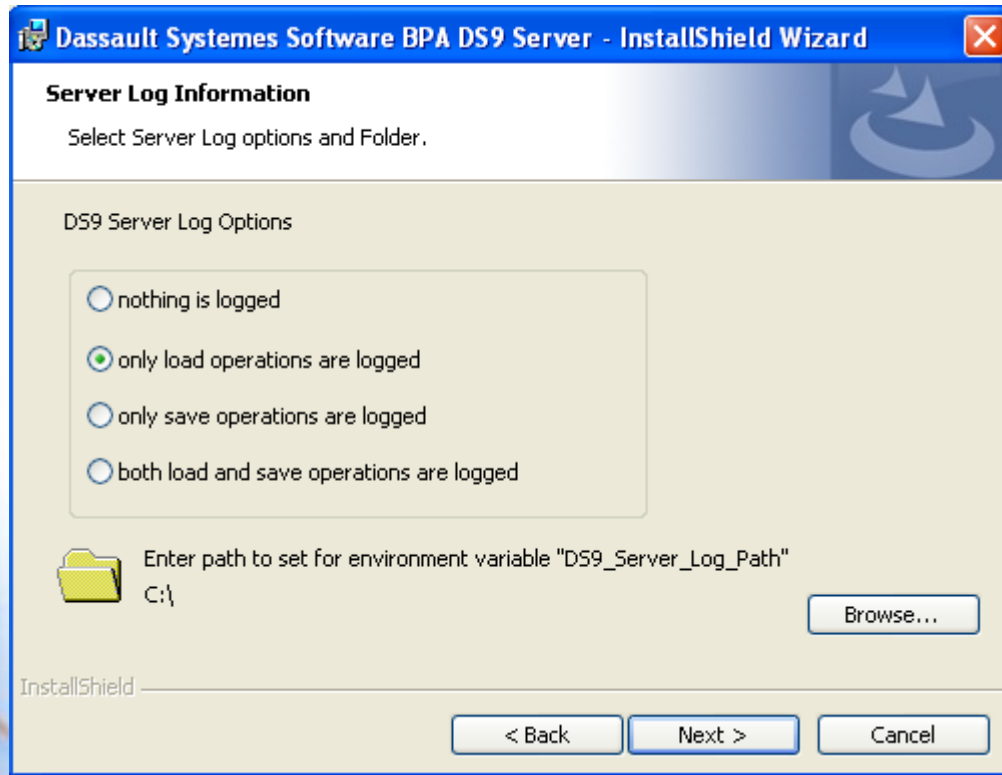 Dassault Systemes Software BPA DS9 Server - InstallShield Wizard
Server Log Information
Select Server Log options and Folder.
DS9 Server Log Options
nothing is logged
only load operations are logged
only save operations are logged
both load and save operations are logged
Enter path to set for environment variable "DS9_Server_Log_Path"
C:\
Browse...
InstallShield
< Back Next > Cancel